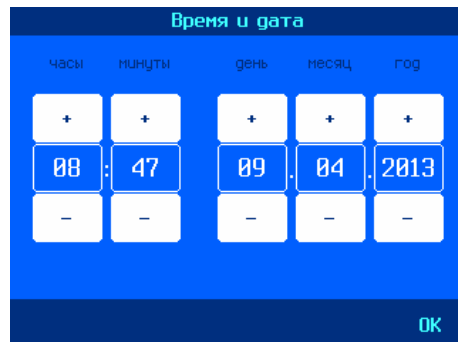 Время и дата
часы минуты день месяц год
+ + + + +
08 : 47 09 . 04 . 2013
− − − − −
OK